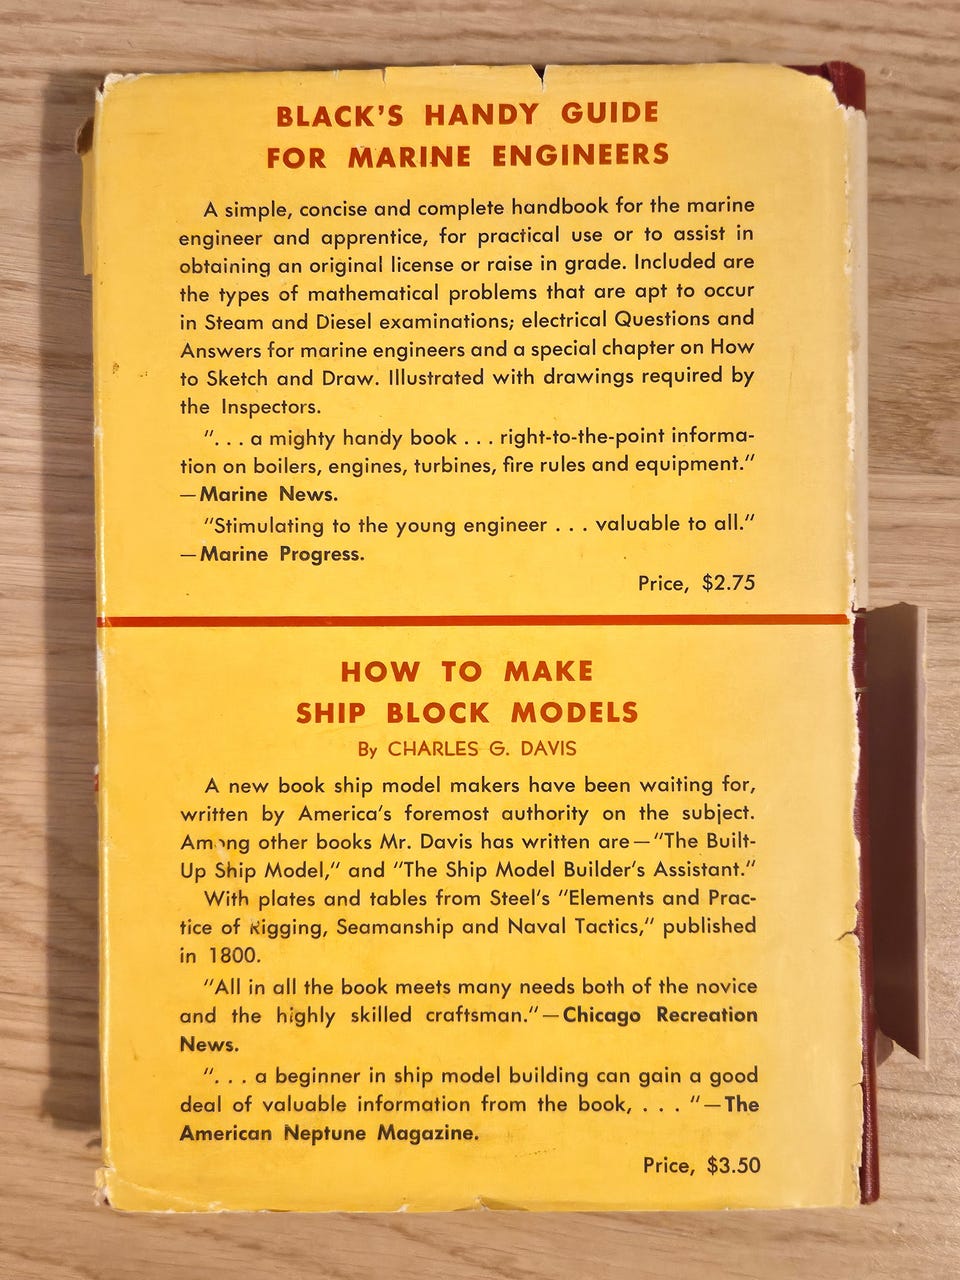 BLACK'S HANDY GUIDE
FOR MARINE ENGINEERS
A simple, concise and complete handbook for the marine
engineer and apprentice, for practical use or to assist in
obtaining an original license or raise in grade. Included are
the types of mathematical problems that are apt to occur
in Steam and Diesel examinations; electrical Questions and
Answers for marine engineers and a special chapter on How
to Sketch and Draw. Illustrated with drawings required by
the Inspectors.
". . . a mighty handy book . . . right-to-the-point informa-
tion on boilers, engines, turbines, fire rules and equipment."
—Marine News.
"Stimulating to the young engineer . . . valuable to all."
—Marine Progress.
Price, $2.75
HOW TO MAKE
SHIP BLOCK MODELS
By CHARLES G. DAVIS
A new book ship model makers have been waiting for,
written by America's foremost authority on the subject.
Among other books Mr. Davis has written are—"The Built-
Up Ship Model," and "The Ship Model Builder's Assistant."
With plates and tables from Steel's "Elements and Prac-
tice of Rigging, Seamanship and Naval Tactics," published
in 1800.
"All in all the book meets many needs both of the novice
and the highly skilled craftsman."—Chicago Recreation
News.
". . . a beginner in ship model building can gain a good
deal of valuable information from the book, . . . "—The
American Neptune Magazine.
Price, $3.50